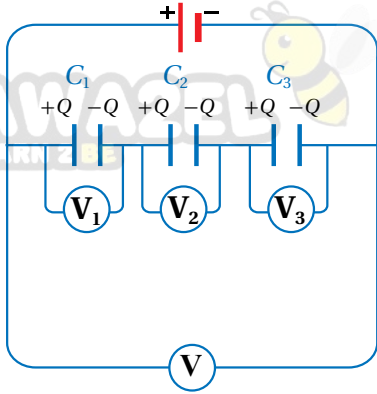 + −
C₁ C₂ C₃
+Q −Q +Q −Q +Q −Q
V₁ V₂ V₃
V